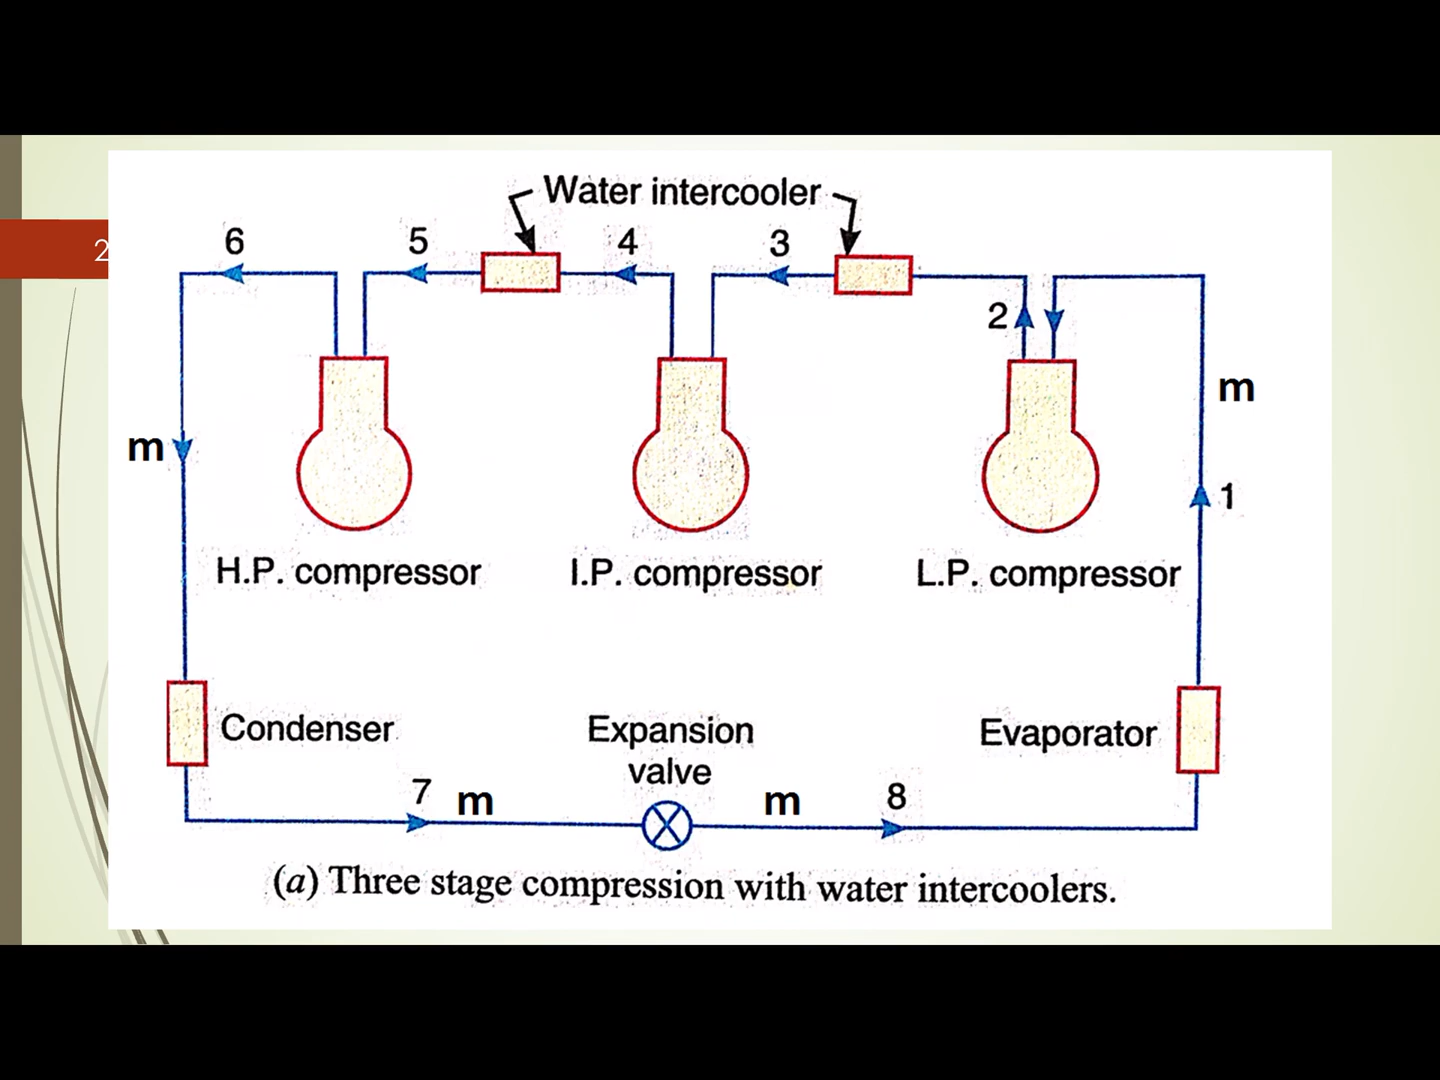 Water intercooler
6
5
4
3
2
2
m
m
1
H.P. compressor
I.P. compressor
L.P. compressor
Condenser
Expansion
valve
Evaporator
7
m
m
8
(a) Three stage compression with water intercoolers.